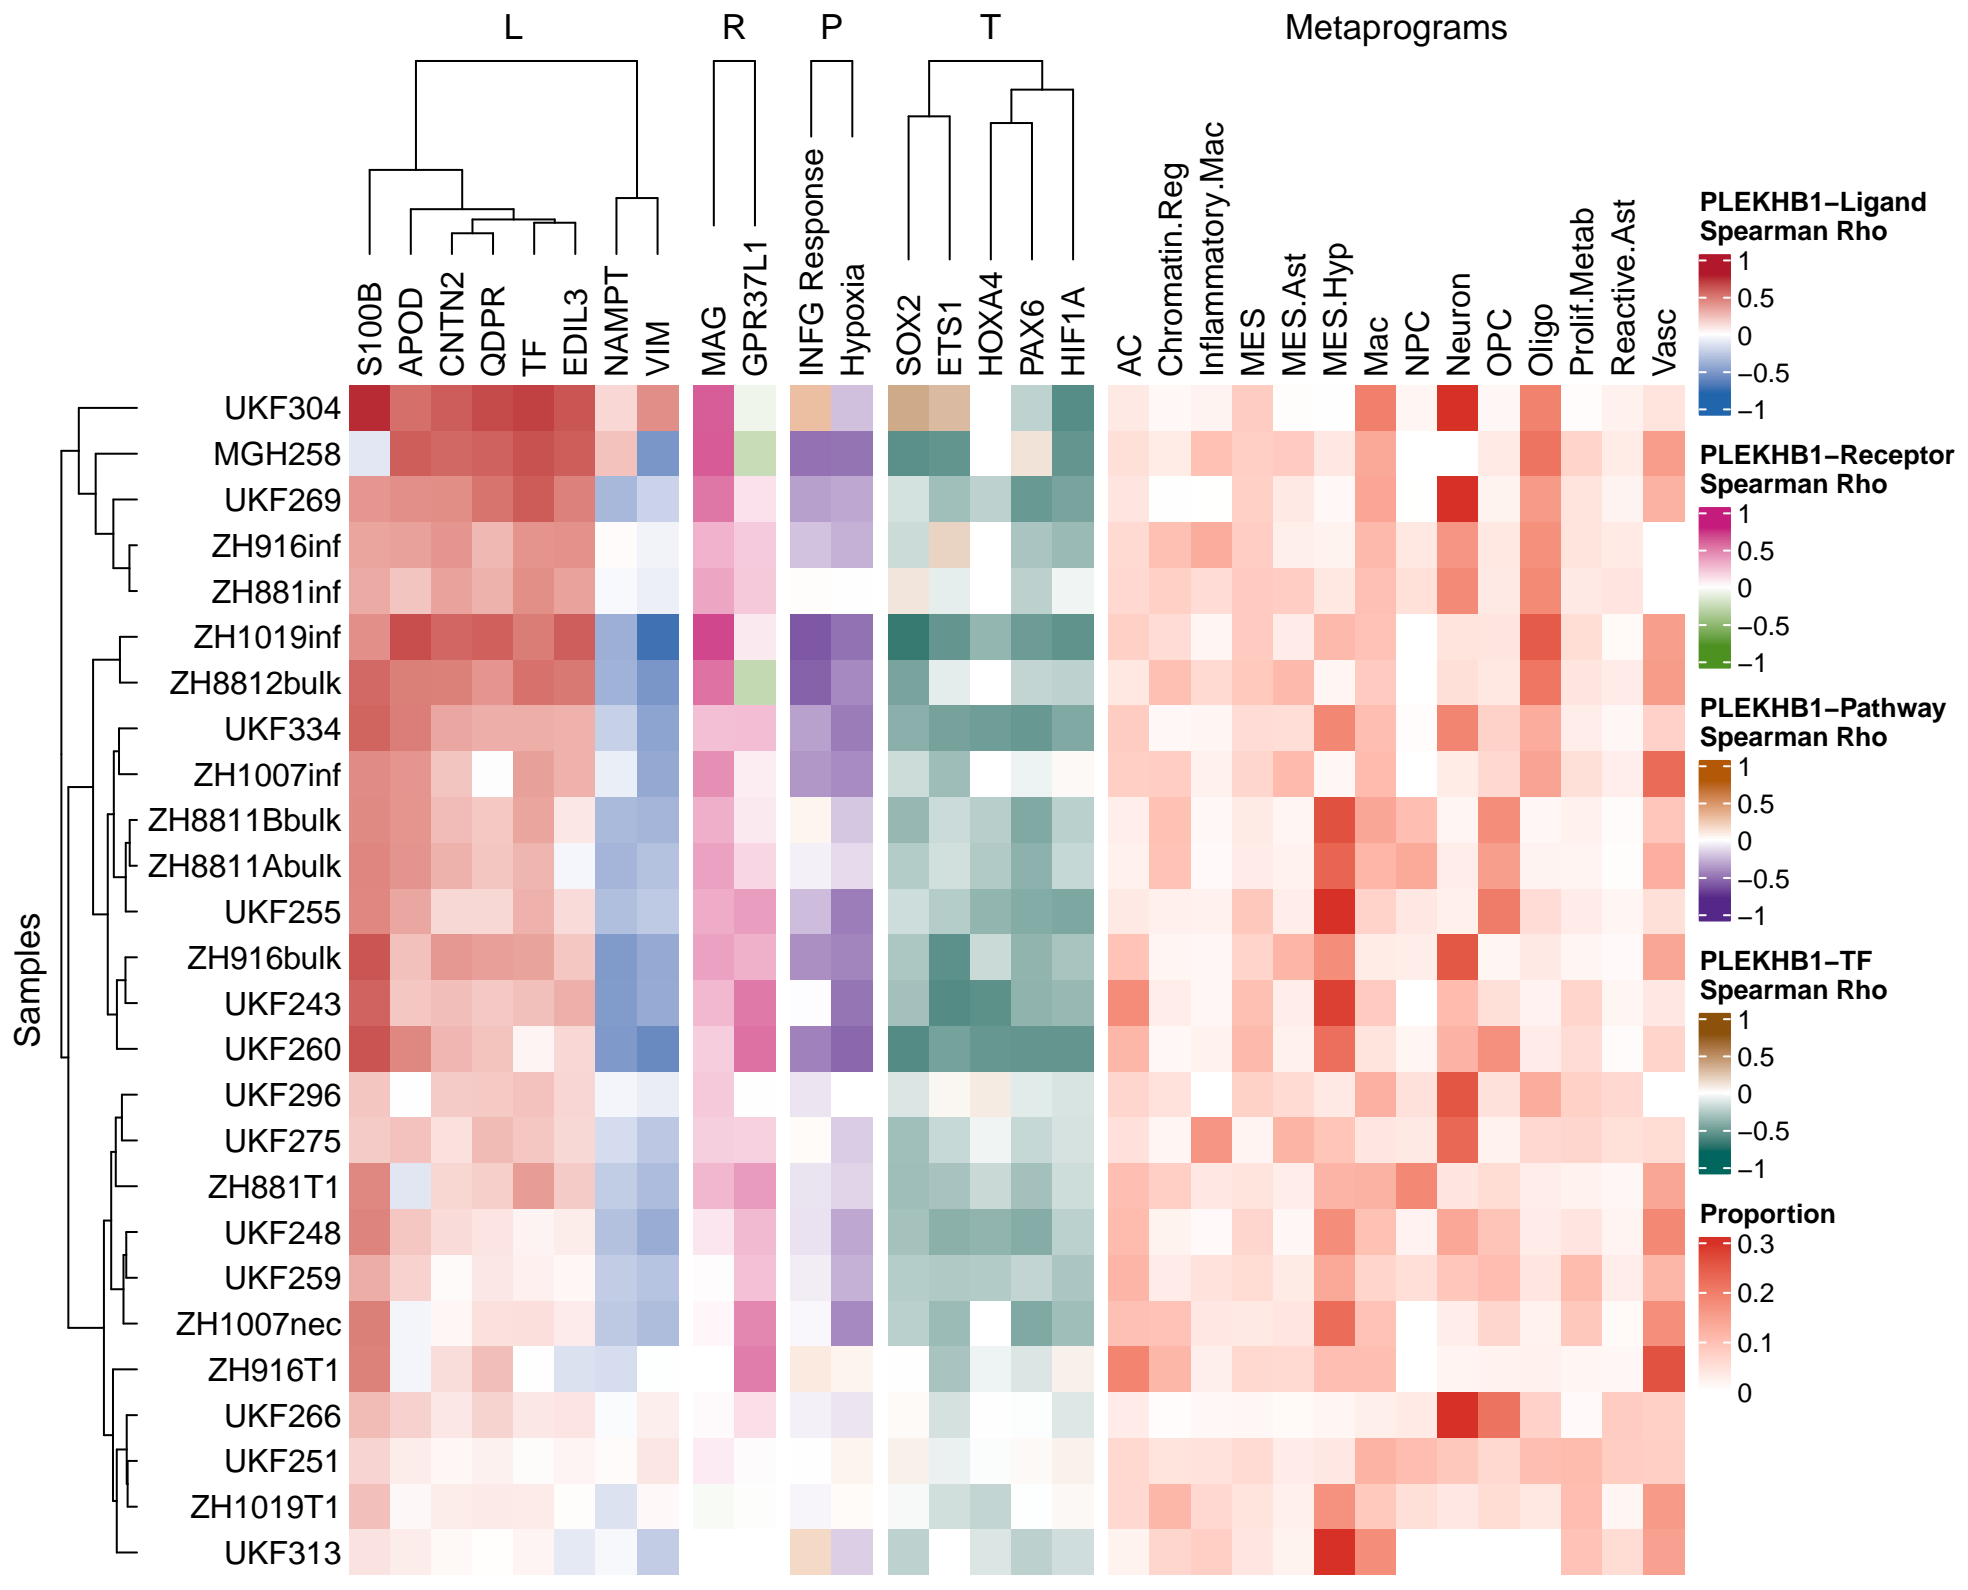 L R P T Metaprograms
S100B APOD CNTN2 QDPR TF EDIL3 NAMPT VIM MAG GPR37L1 INFG Response Hypoxia SOX2 ETS1 HOXA4 PAX6 HIF1A AC Chromatin.Reg Inflammatory.Mac MES MES.Ast MES.Hyp Mac NPC Neuron OPC Oligo Prolif.Metab Reactive.Ast Vasc
Samples
UKF304
MGH258
UKF269
ZH916inf
ZH881inf
ZH1019inf
ZH8812bulk
UKF334
ZH1007inf
ZH8811Bbulk
ZH8811Abulk
UKF255
ZH916bulk
UKF243
UKF260
UKF296
UKF275
ZH881T1
UKF248
UKF259
ZH1007nec
ZH916T1
UKF266
UKF251
ZH1019T1
UKF313
PLEKHB1−Ligand
Spearman Rho
1
0.5
0
−0.5
−1
PLEKHB1−Receptor
Spearman Rho
1
0.5
0
−0.5
−1
PLEKHB1−Pathway
Spearman Rho
1
0.5
0
−0.5
−1
PLEKHB1−TF
Spearman Rho
1
0.5
0
−0.5
−1
Proportion
0.3
0.2
0.1
0